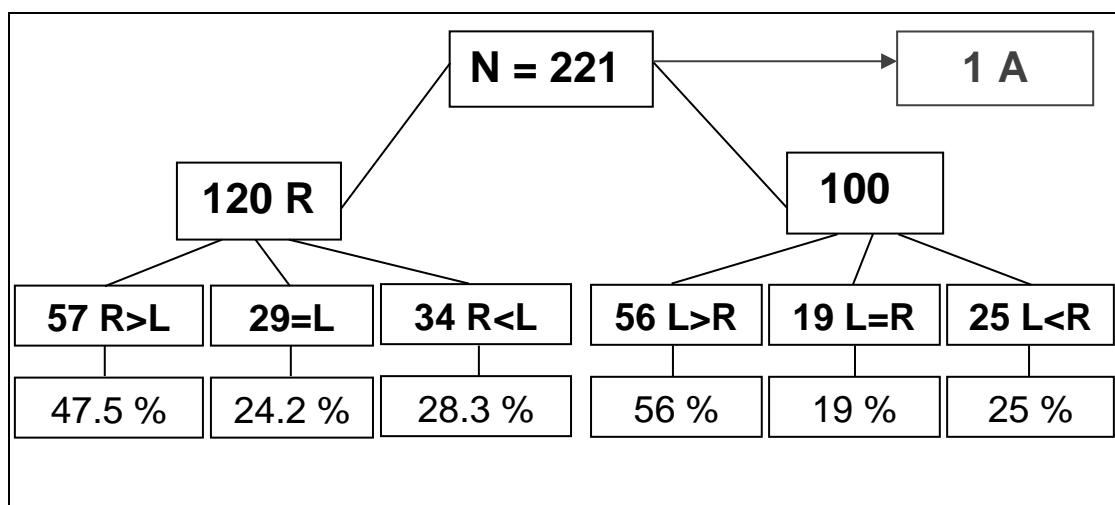 N = 221
1 A
120 R
100
57 R>L
29=L
34 R<L
56 L>R
19 L=R
25 L<R
47.5 %
24.2 %
28.3 %
56 %
19 %
25 %